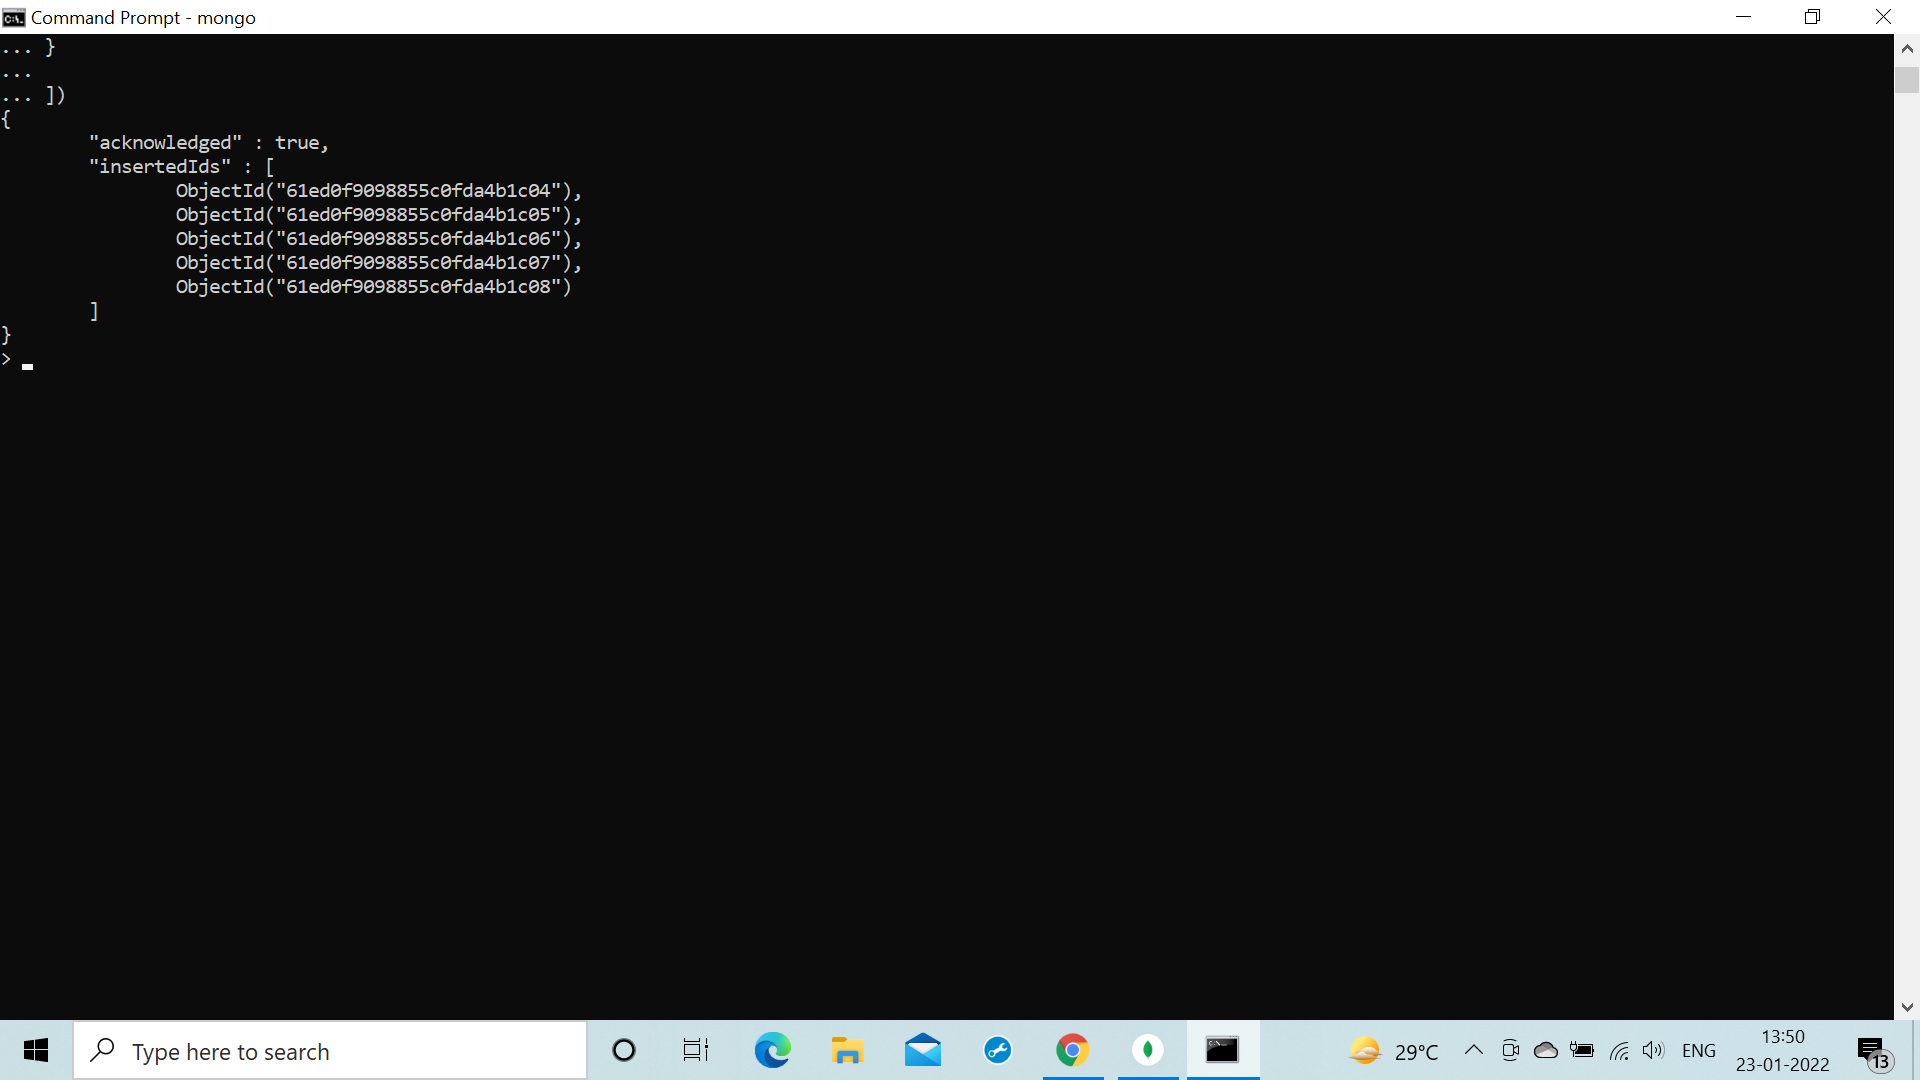 Command Prompt - mongo
... }
...
... ])
{
"acknowledged" : true,
"insertedIds" : [
ObjectId("61ed0f9098855c0fda4b1c04"),
ObjectId("61ed0f9098855c0fda4b1c05"),
ObjectId("61ed0f9098855c0fda4b1c06"),
ObjectId("61ed0f9098855c0fda4b1c07"),
ObjectId("61ed0f9098855c0fda4b1c08")
]
}
>
Type here to search
29°C
ENG
13:50
23-01-2022
13